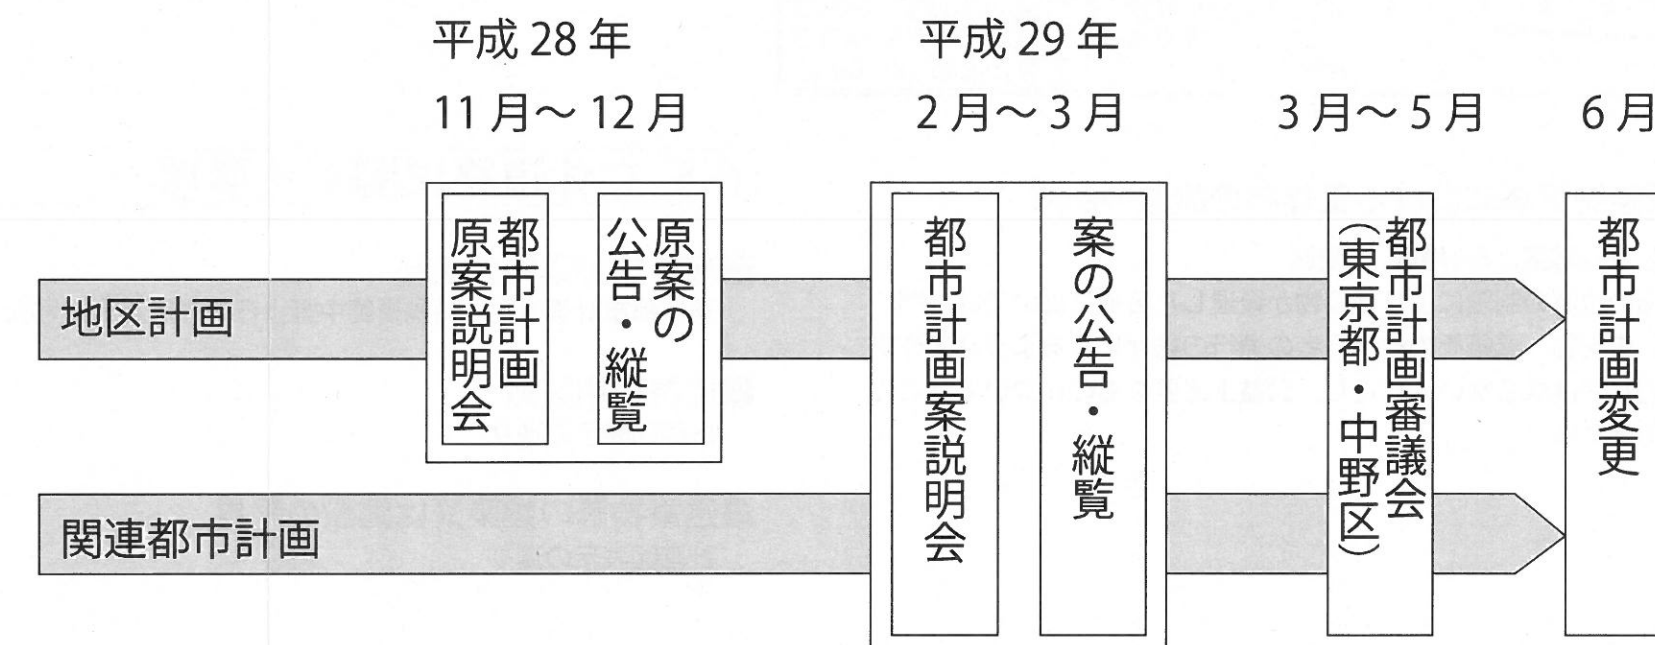 平成 28 年
11 月～ 12 月
平成 29 年
2 月～ 3 月
3 月～ 5 月
6 月
地区計画
関連都市計画
都市計画
原案説明会
原案の
公告・縦覧
都市計画案説明会
案の公告・縦覧
都市計画審議会
（東京都・中野区）
都市計画変更